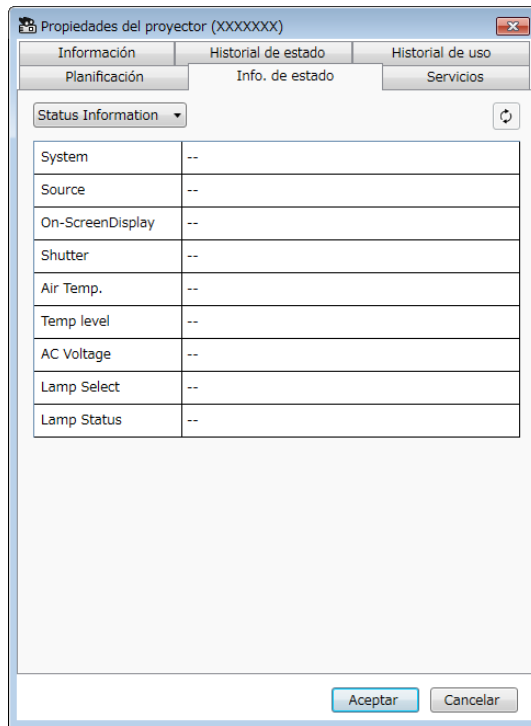 Propiedades del proyector (XXXXXXX)
Información Historial de estado Historial de uso
Planificación Info. de estado Servicios
Status Information
System --
Source --
On-ScreenDisplay --
Shutter --
Air Temp. --
Temp level --
AC Voltage --
Lamp Select --
Lamp Status --
Aceptar Cancelar